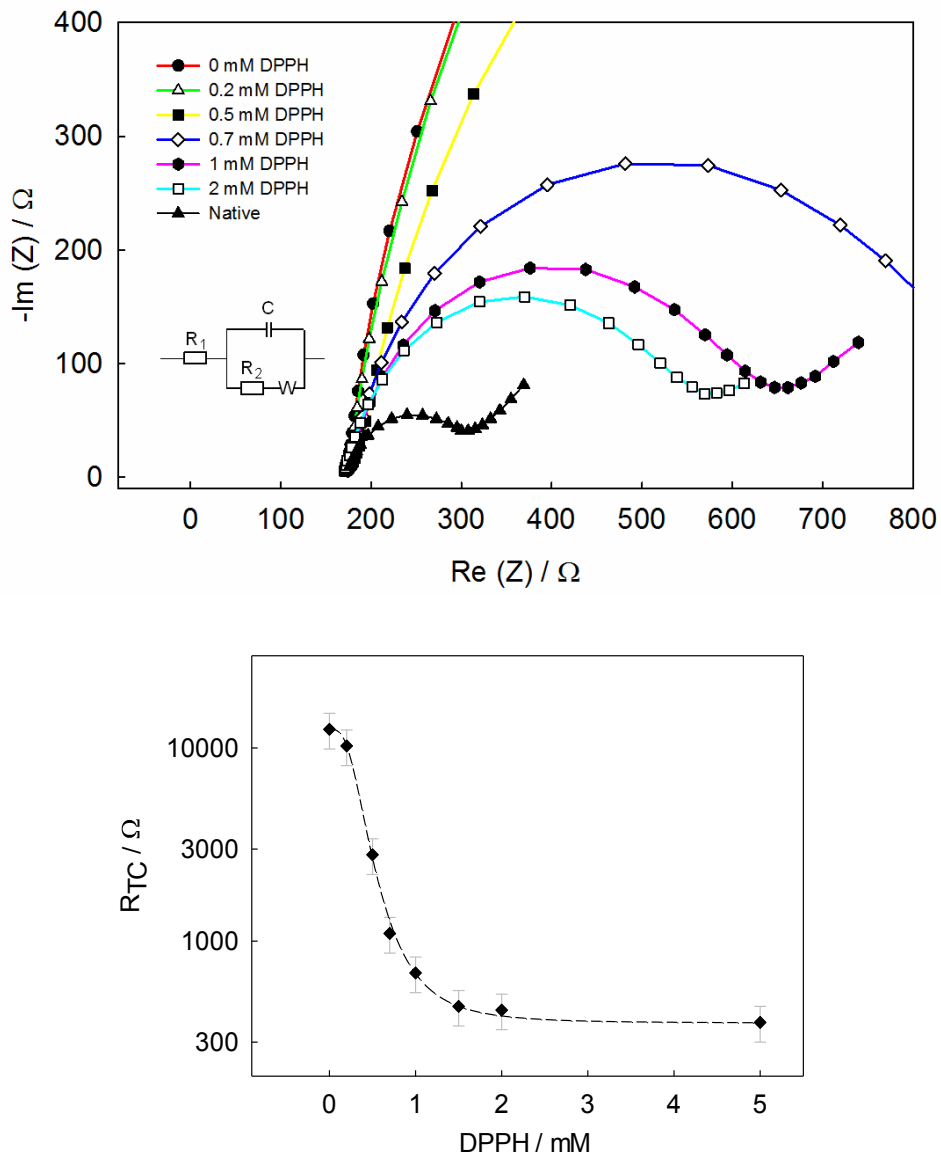 400
300
200
100
0
-Im (Z) / Ω
0 mM DPPH
0.2 mM DPPH
0.5 mM DPPH
0.7 mM DPPH
1 mM DPPH
2 mM DPPH
Native
R1
C
R2
W
0 100 200 300 400 500 600 700 800
Re (Z) / Ω
10000
3000
1000
300
RTC / Ω
0 1 2 3 4 5
DPPH / mM